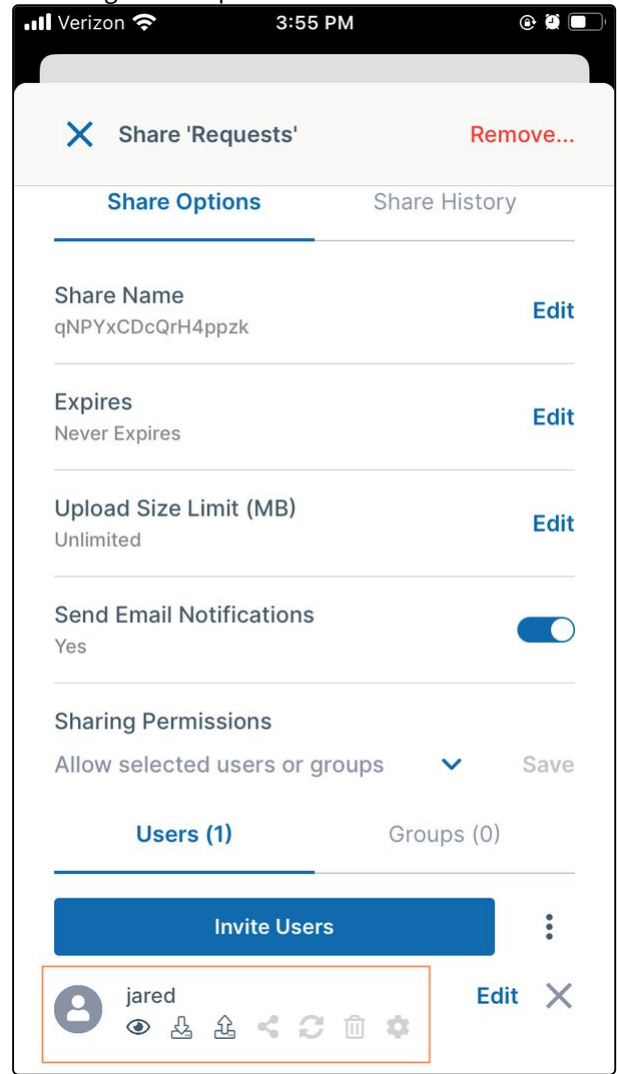 Verizon 3:55 PM
Share 'Requests' Remove...
Share Options Share History
Share Name Edit
qNPYxCDcQrH4ppzk
Expires Edit
Never Expires
Upload Size Limit (MB) Edit
Unlimited
Send Email Notifications
Yes
Sharing Permissions
Allow selected users or groups Save
Users (1) Groups (0)
Invite Users
jared Edit